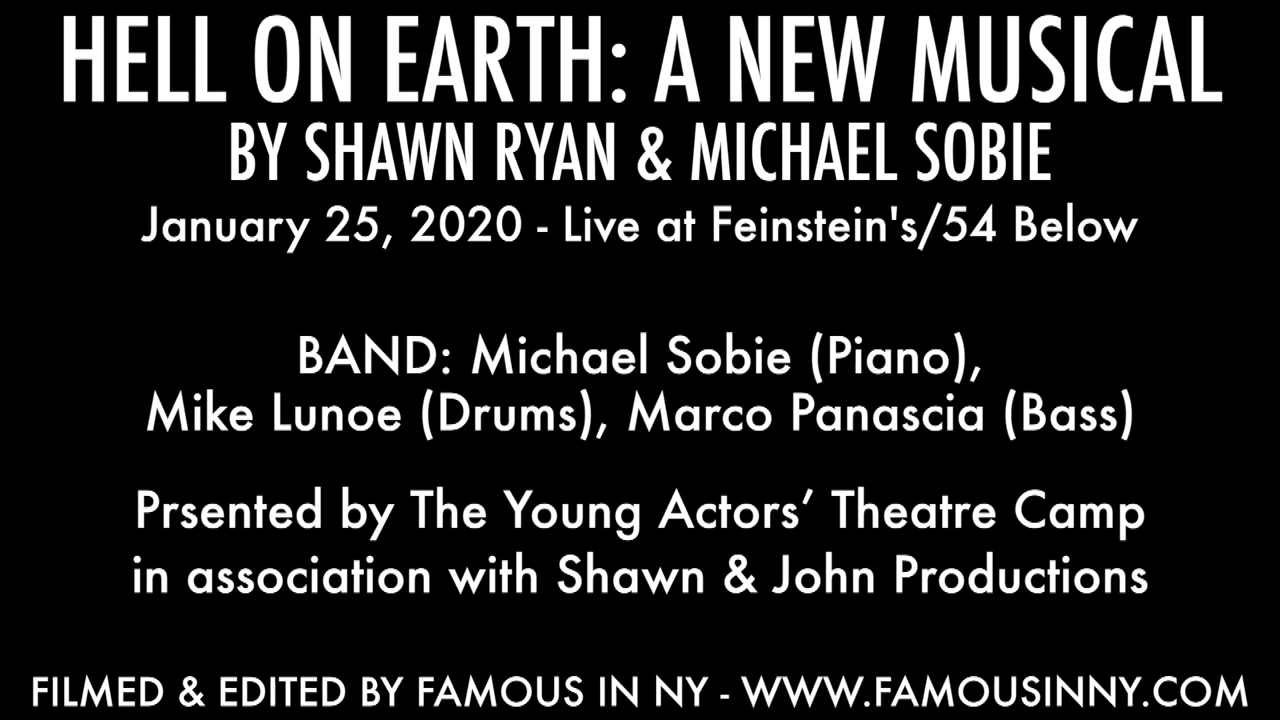 HELL ON EARTH: A NEW MUSICAL
BY SHAWN RYAN & MICHAEL SOBIE
January 25, 2020 - Live at Feinstein's/54 Below
BAND: Michael Sobie (Piano),
Mike Lunoe (Drums), Marco Panascia (Bass)
Prsented by The Young Actors’ Theatre Camp
in association with Shawn & John Productions
FILMED & EDITED BY FAMOUS IN NY - WWW.FAMOUSINNY.COM